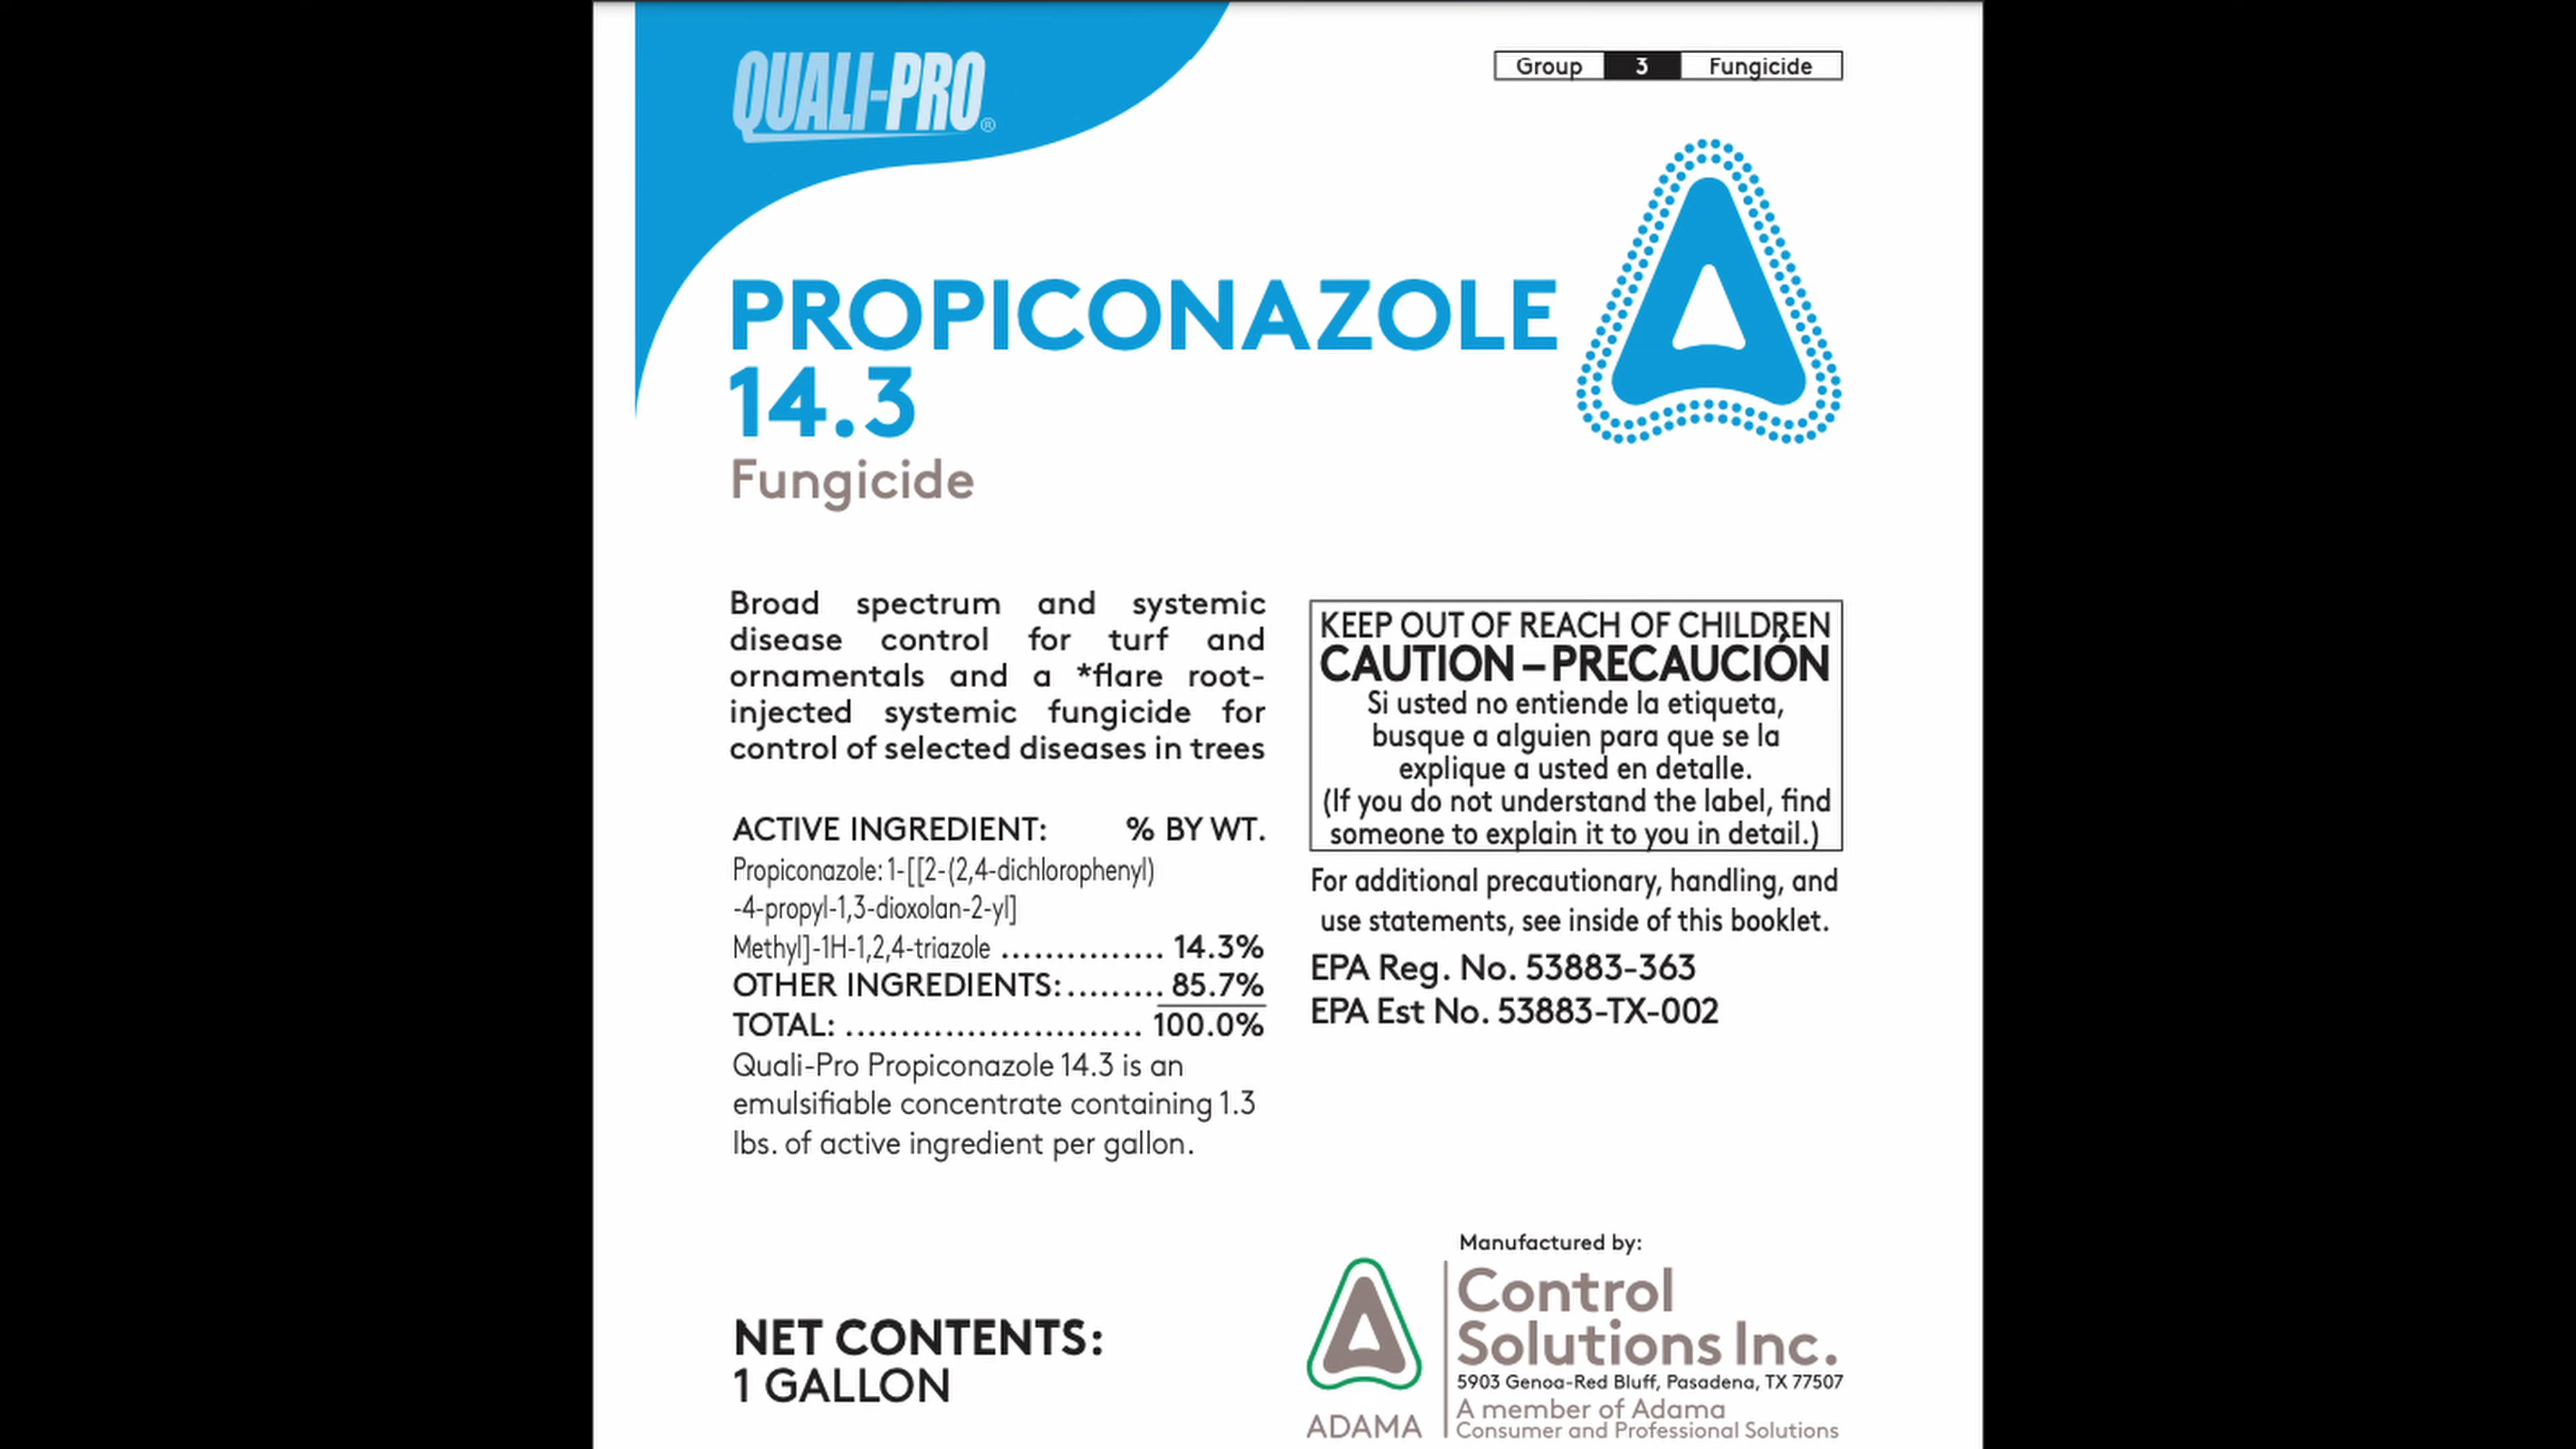 QUALI-PRO®
Group 3 Fungicide
PROPICONAZOLE
14.3
Fungicide
Broad spectrum and systemic
disease control for turf and
ornamentals and a *flare root-
injected systemic fungicide for
control of selected diseases in trees
ACTIVE INGREDIENT: % BY WT.
Propiconazole: 1-[[2-(2,4-dichlorophenyl)
-4-propyl-1,3-dioxolan-2-yl]
Methyl]-1H-1,2,4-triazole ............... 14.3%
OTHER INGREDIENTS:......... 85.7%
TOTAL: ........................... 100.0%
Quali-Pro Propiconazole 14.3 is an
emulsifiable concentrate containing 1.3
lbs. of active ingredient per gallon.
KEEP OUT OF REACH OF CHILDREN
CAUTION – PRECAUCIÓN
Si usted no entiende la etiqueta,
busque a alguien para que se la
explique a usted en detalle.
(If you do not understand the label, find
someone to explain it to you in detail.)
For additional precautionary, handling, and
use statements, see inside of this booklet.
EPA Reg. No. 53883-363
EPA Est No. 53883-TX-002
NET CONTENTS:
1 GALLON
Manufactured by:
Control
Solutions Inc.
5903 Genoa-Red Bluff, Pasadena, TX 77507
A member of Adama
Consumer and Professional Solutions
ADAMA